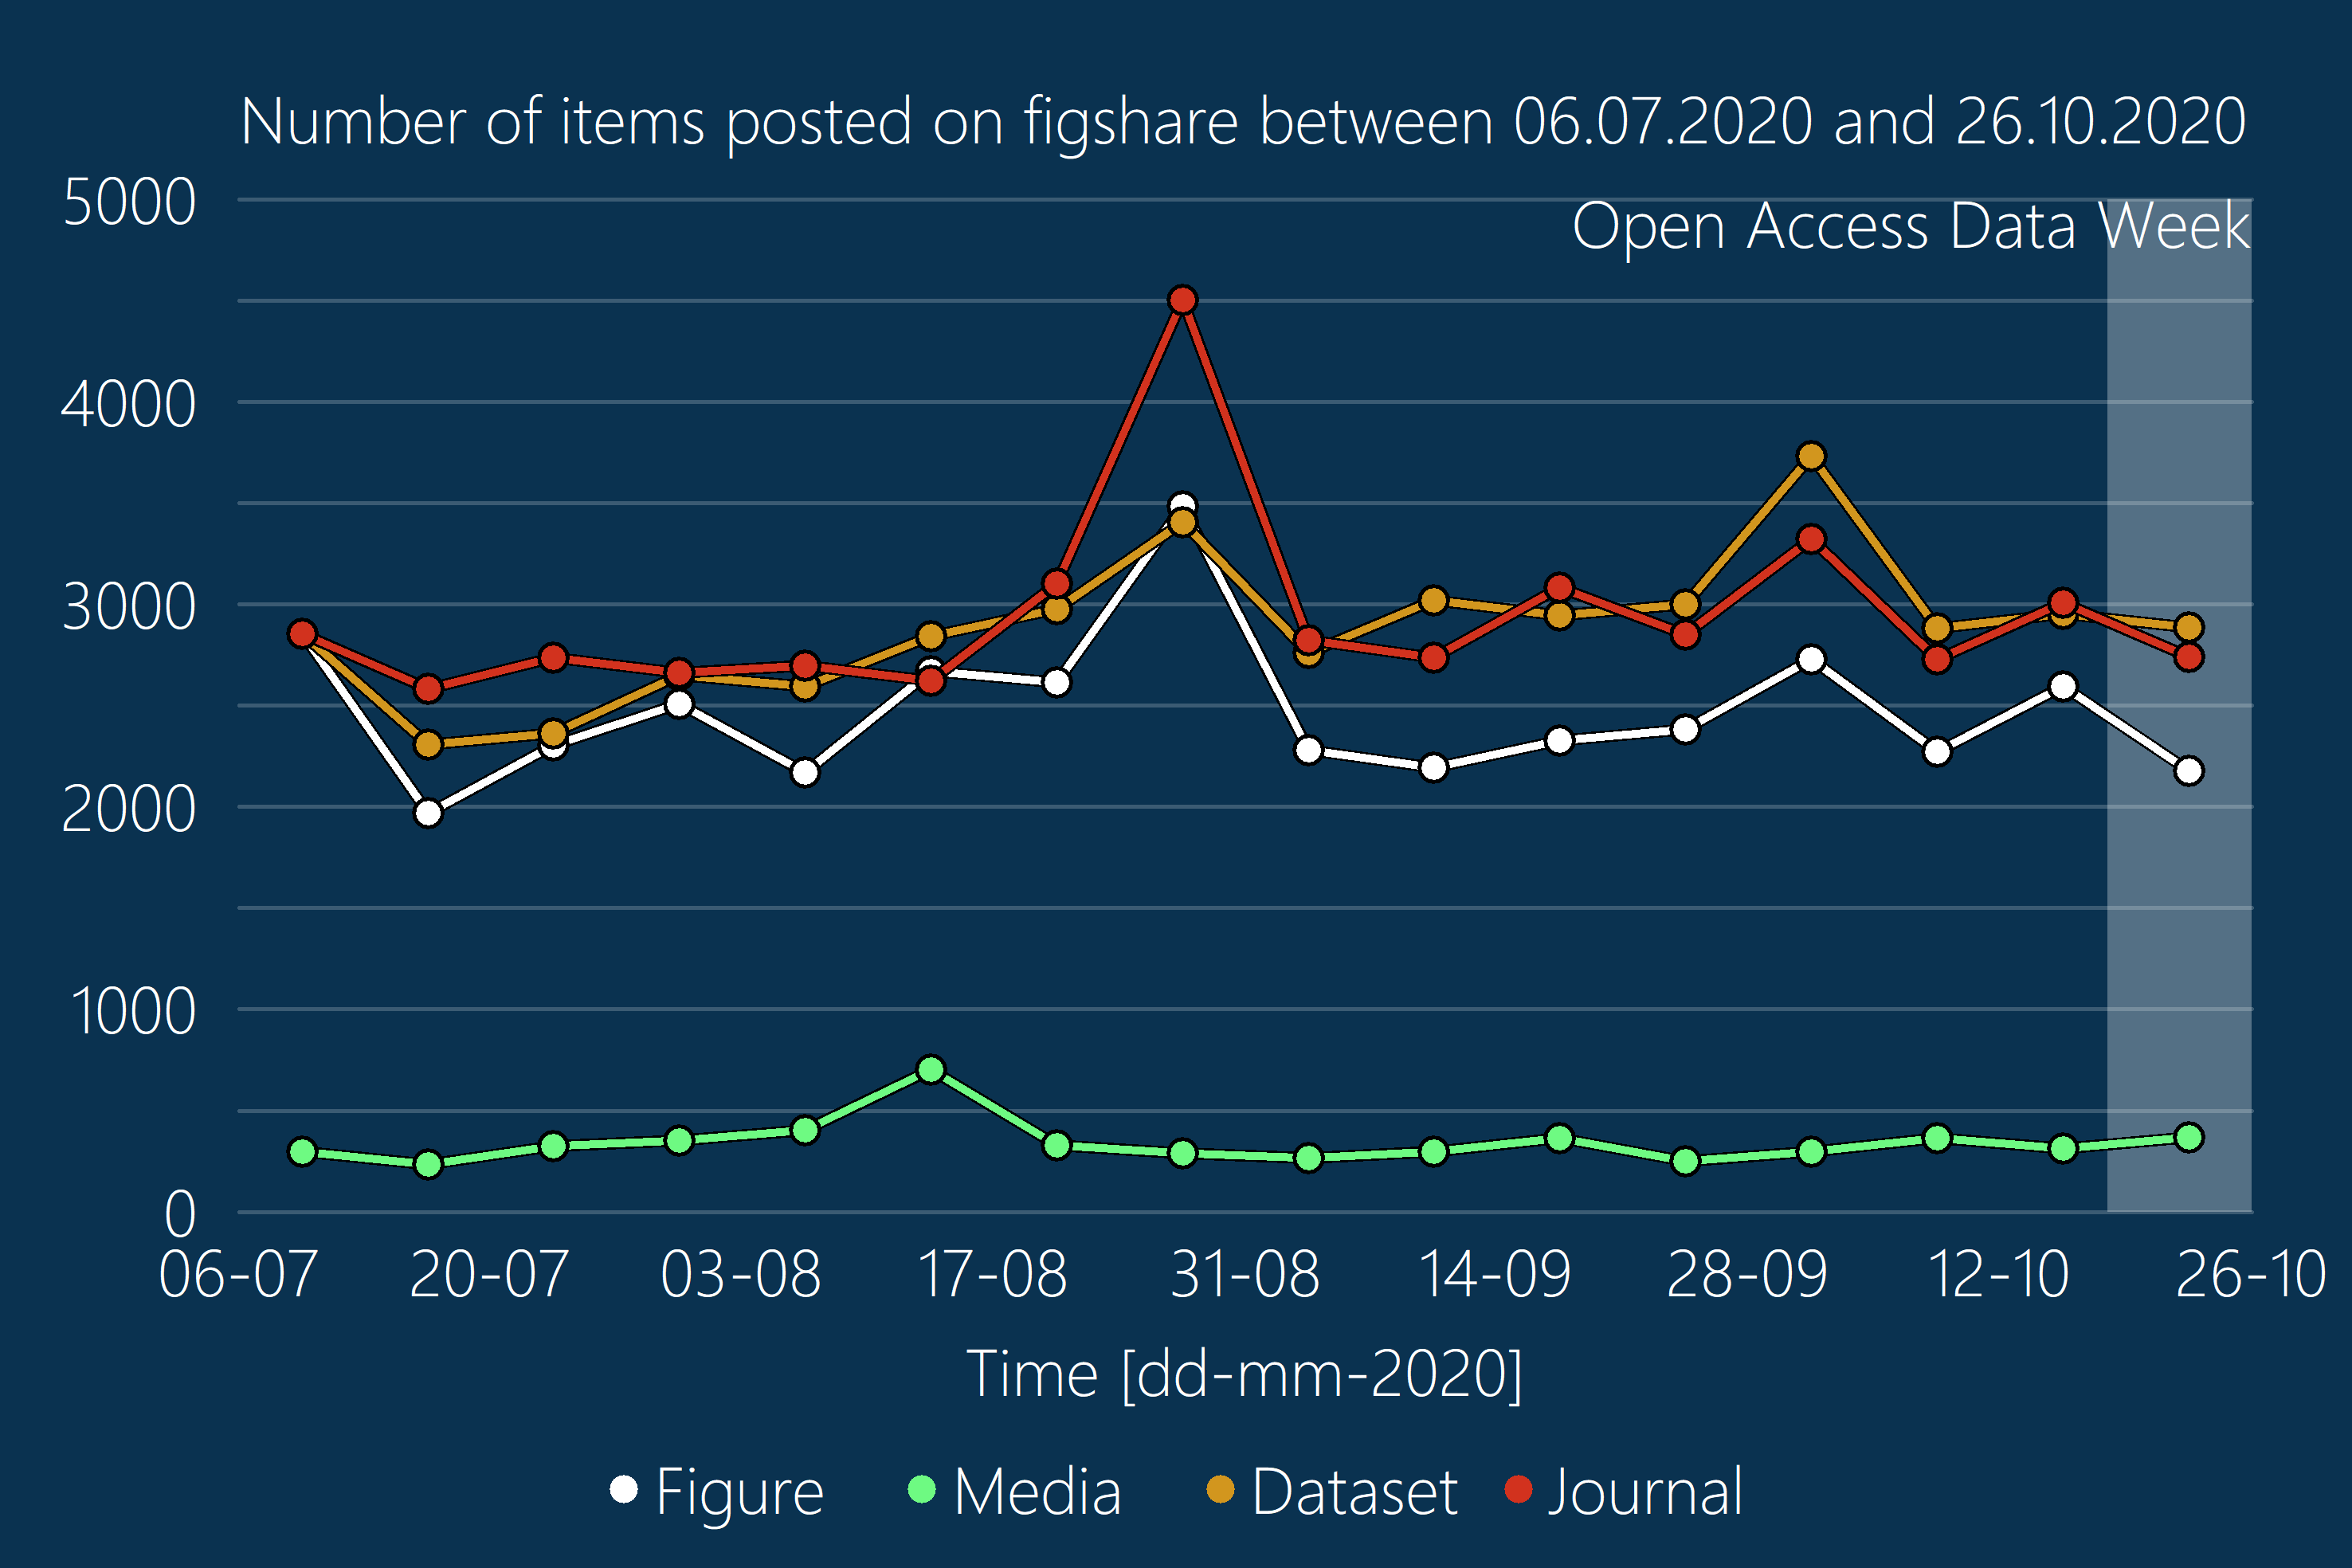 Number of items posted on figshare between 06.07.2020 and 26.10.2020
5000
Open Access Data Week
4000
3000
2000
1000
0
06-07 20-07 03-08 17-08 31-08 14-09 28-09 12-10 26-10
Time [dd-mm-2020]
Figure Media Dataset Journal